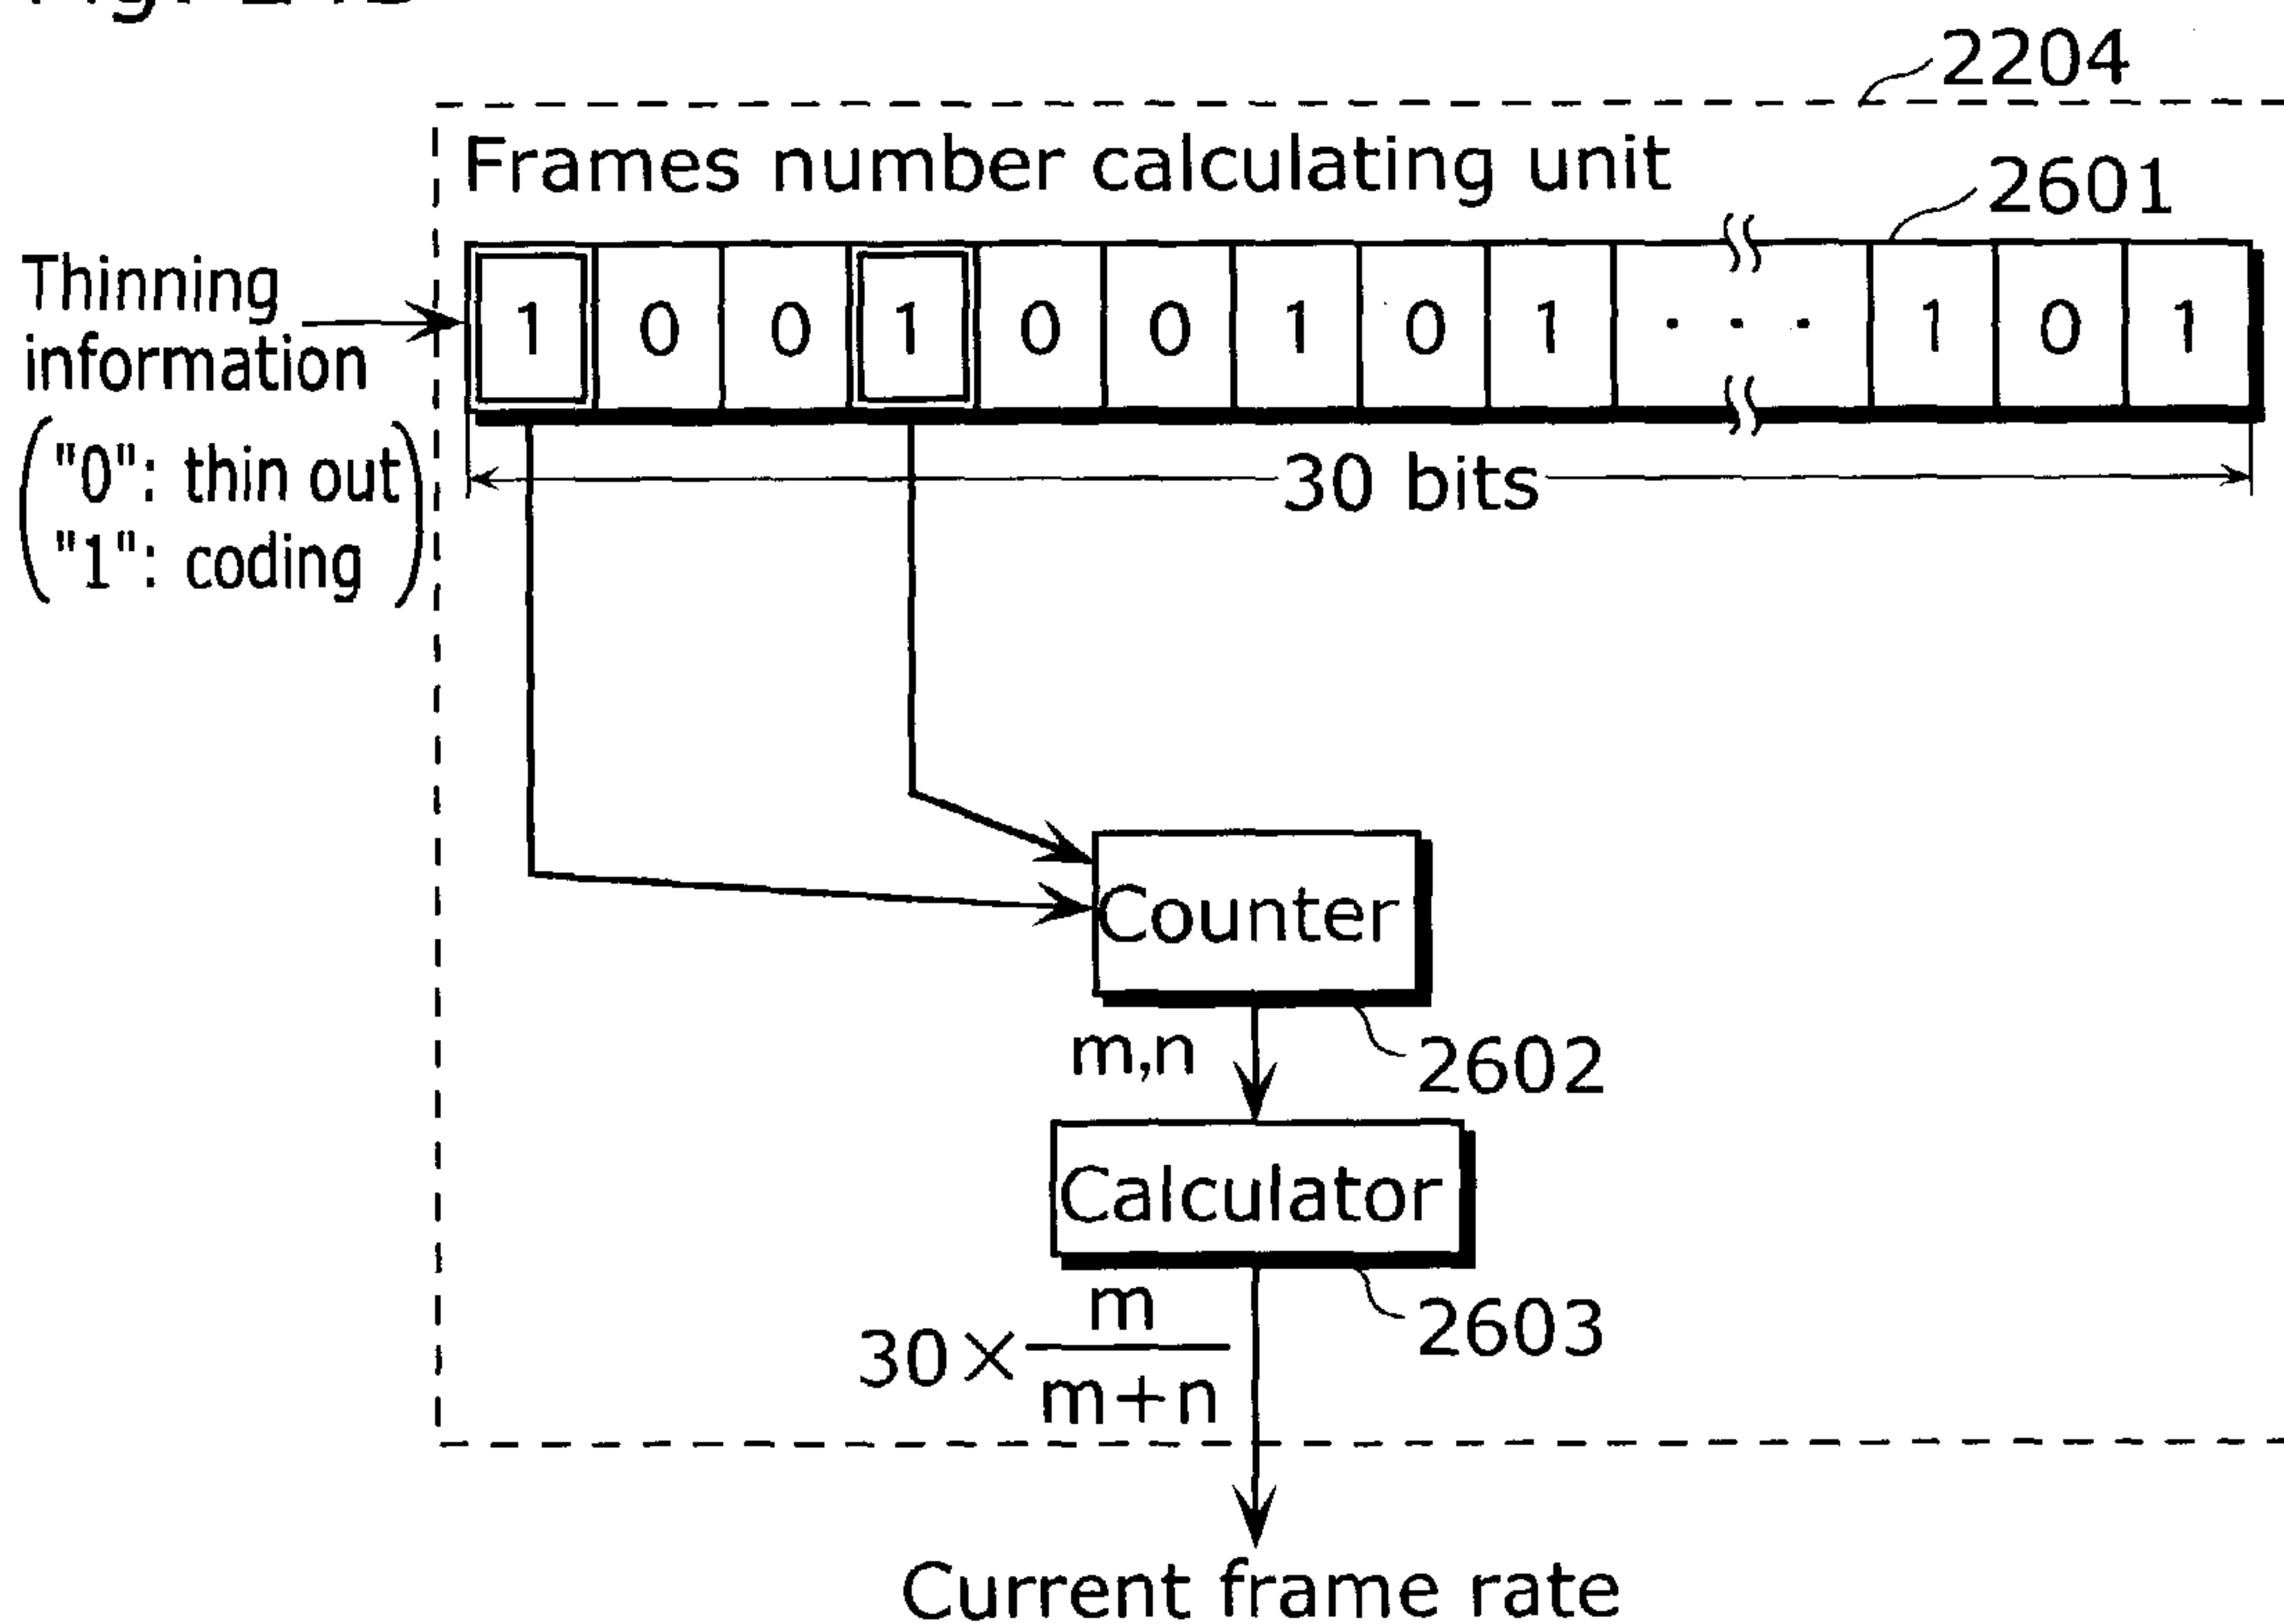 2204
Frames number calculating unit
2601
Thinning
information
("0": thin out
"1": coding)
1 0 0 1 0 0 1 0 1 · · · 1 0 1
30 bits
Counter
m,n
2602
Calculator
2603
30× m
m+n
Current frame rate